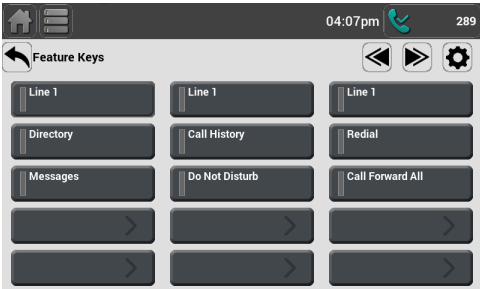 04:07pm 289
Feature Keys
Line 1 Line 1 Line 1
Directory Call History Redial
Messages Do Not Disturb Call Forward All